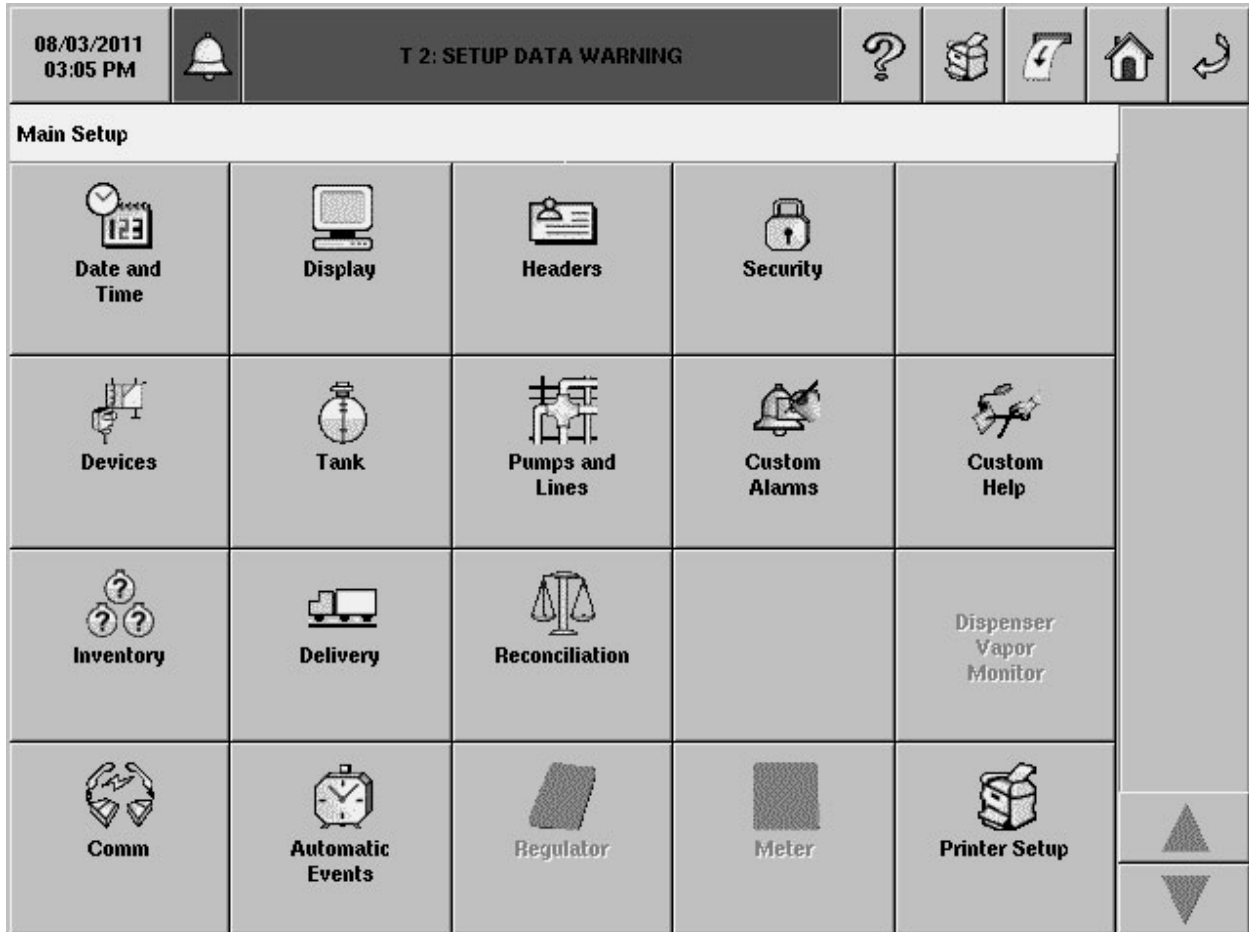 08/03/2011
03:05 PM
T 2: SETUP DATA WARNING
Main Setup
123
Date and
Time
Display
Headers
Security
Devices
Tank
Pumps and
Lines
Custom
Alarms
Custom
Help
? ? ?
Inventory
Delivery
Reconciliation
Dispenser
Vapor
Monitor
Comm
Automatic
Events
Regulator
Meter
Printer Setup